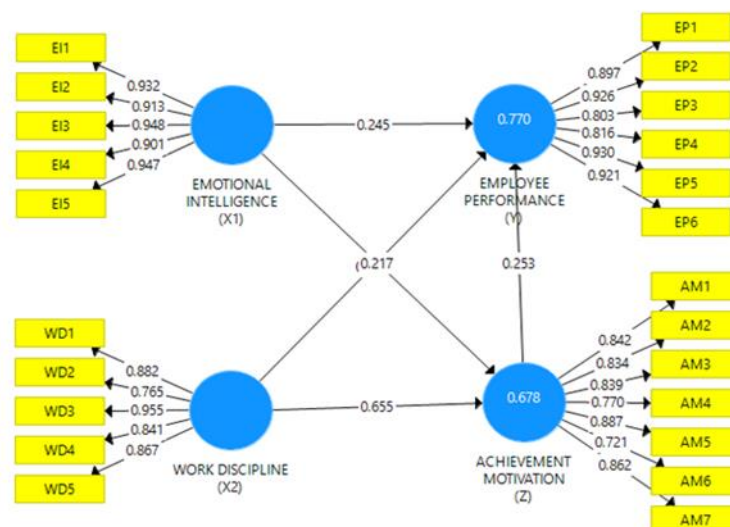 EI1
EI2
EI3
EI4
EI5
0.932
0.913
0.948
0.901
0.947
EMOTIONAL
INTELLIGENCE
(X1)
0.245
0.770
EMPLOYEE
PERFORMANCE
(Y)
0.897
0.926
0.803
0.816
0.930
0.921
EP1
EP2
EP3
EP4
EP5
EP6
0.217
0.253
WD1
WD2
WD3
WD4
WD5
0.882
0.765
0.955
0.841
0.867
WORK DISCIPLINE
(X2)
0.655
0.678
ACHIEVEMENT
MOTIVATION
(Z)
0.842
0.834
0.839
0.770
0.887
0.721
0.862
AM1
AM2
AM3
AM4
AM5
AM6
AM7